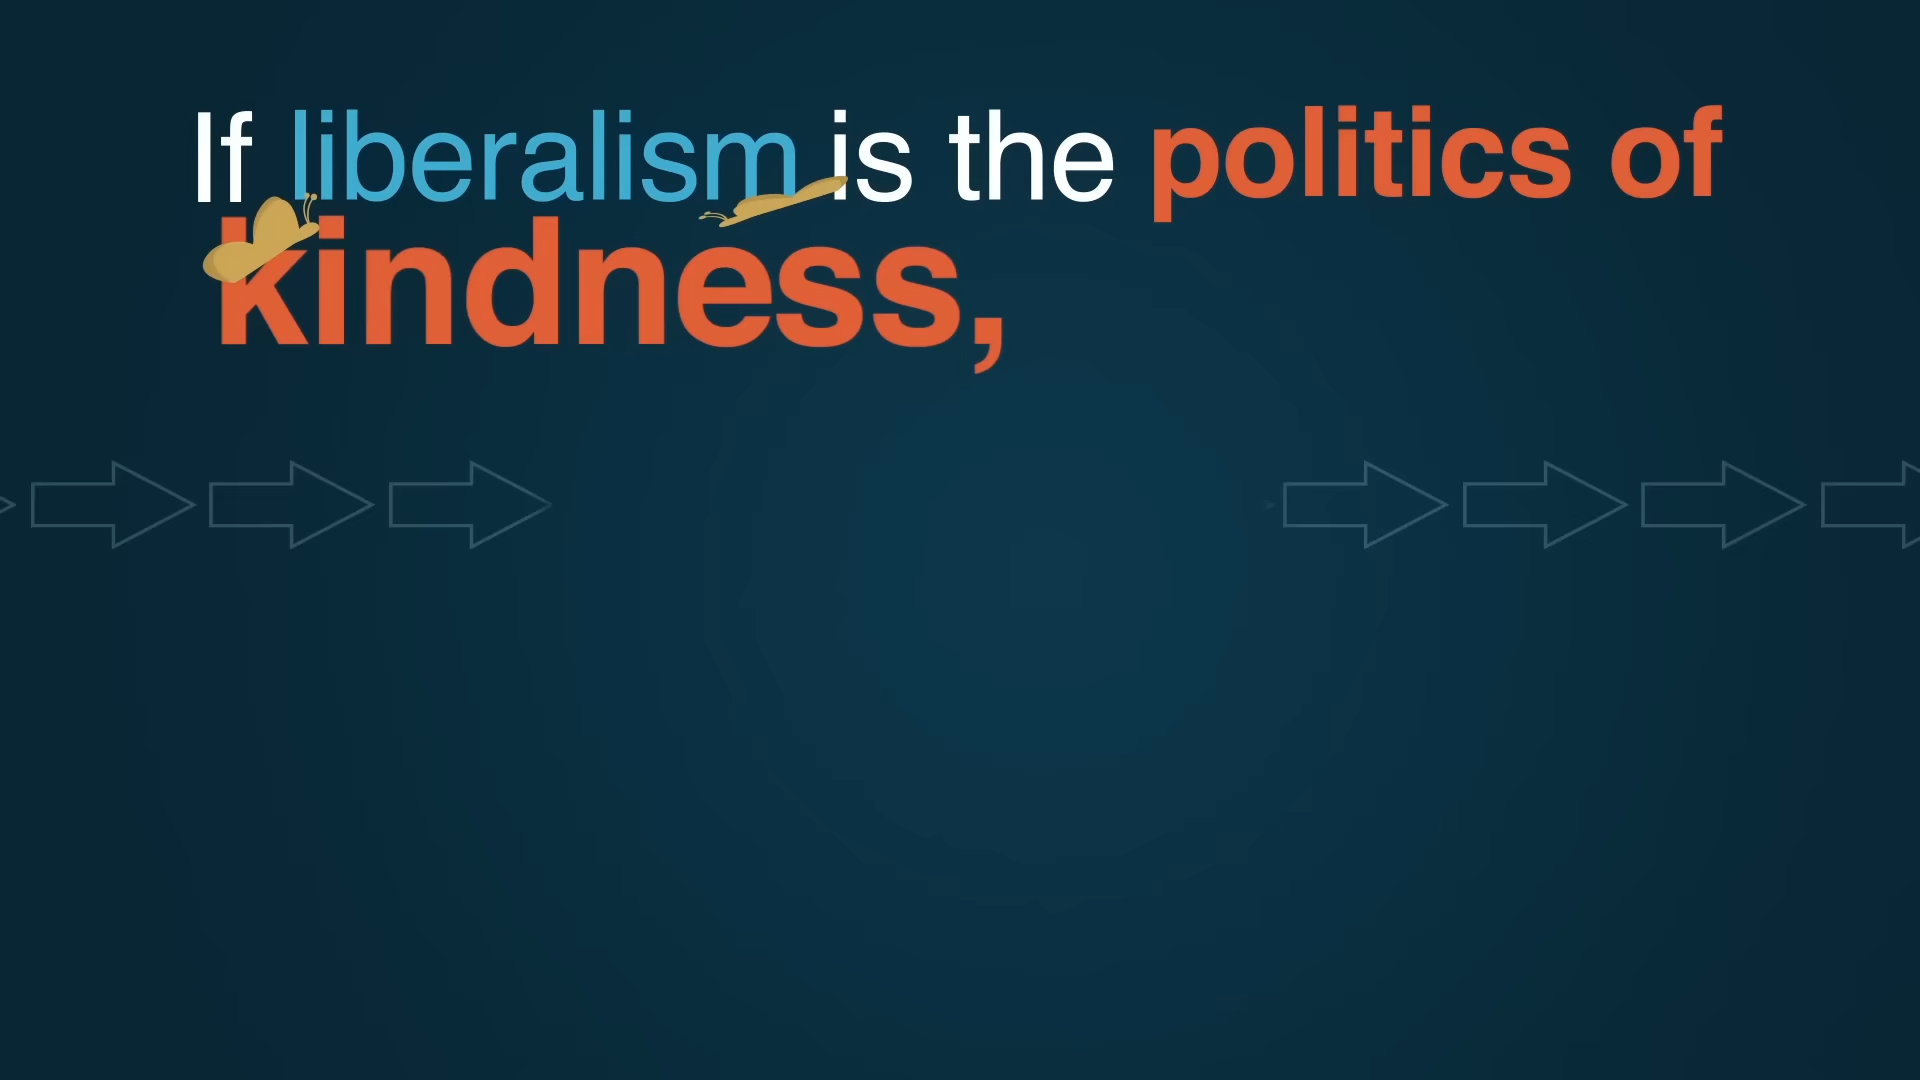 If liberalism is the politics of
kindness,